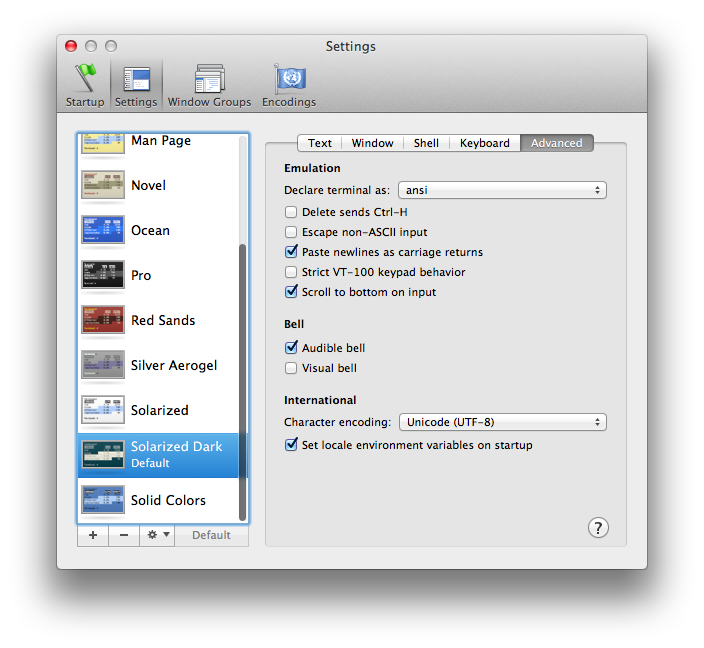 Settings
Startup
Settings
Window Groups
Encodings
Man Page
Novel
Ocean
Pro
Red Sands
Silver Aerogel
Solarized
Solarized Dark
Default
Solid Colors
+ − Default
Text Window Shell Keyboard Advanced
Emulation
Declare terminal as: ansi
Delete sends Ctrl-H
Escape non-ASCII input
Paste newlines as carriage returns
Strict VT-100 keypad behavior
Scroll to bottom on input
Bell
Audible bell
Visual bell
International
Character encoding: Unicode (UTF-8)
Set locale environment variables on startup
?